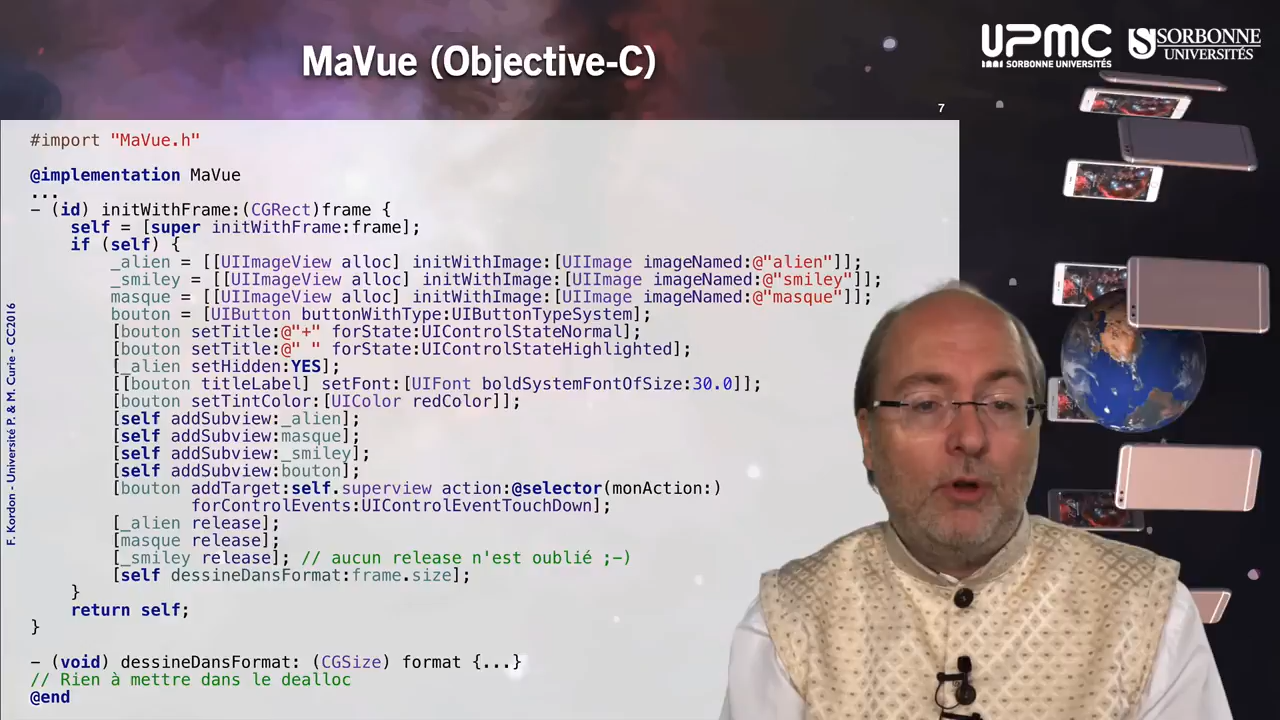 MaVue (Objective-C)
UPMC
SORBONNE UNIVERSITÉS
S SORBONNE
UNIVERSITÉS
7
#import "MaVue.h"
@implementation MaVue
...
- (id) initWithFrame:(CGRect)frame {
self = [super initWithFrame:frame];
if (self) {
_alien = [[UIImageView alloc] initWithImage:[UIImage imageNamed:@"alien"]];
_smiley = [[UIImageView alloc] initWithImage:[UIImage imageNamed:@"smiley"]];
masque = [[UIImageView alloc] initWithImage:[UIImage imageNamed:@"masque"]];
bouton = [UIButton buttonWithType:UIButtonTypeSystem];
[bouton setTitle:@"+" forState:UIControlStateNormal];
[bouton setTitle:@" " forState:UIControlStateHighlighted];
[_alien setHidden:YES];
[[bouton titleLabel] setFont:[UIFont boldSystemFontOfSize:30.0]];
[bouton setTintColor:[UIColor redColor]];
[self addSubview:_alien];
[self addSubview:masque];
[self addSubview:_smiley];
[self addSubview:bouton];
[bouton addTarget:self.superview action:@selector(monAction:)
forControlEvents:UIControlEventTouchDown];
[_alien release];
[masque release];
[_smiley release]; // aucun release n'est oublié ;-)
[self dessineDansFormat:frame.size];
}
return self;
}
- (void) dessineDansFormat: (CGSize) format {...}
// Rien à mettre dans le dealloc
@end
F. Kordon - Université P. & M. Curie - CC2016